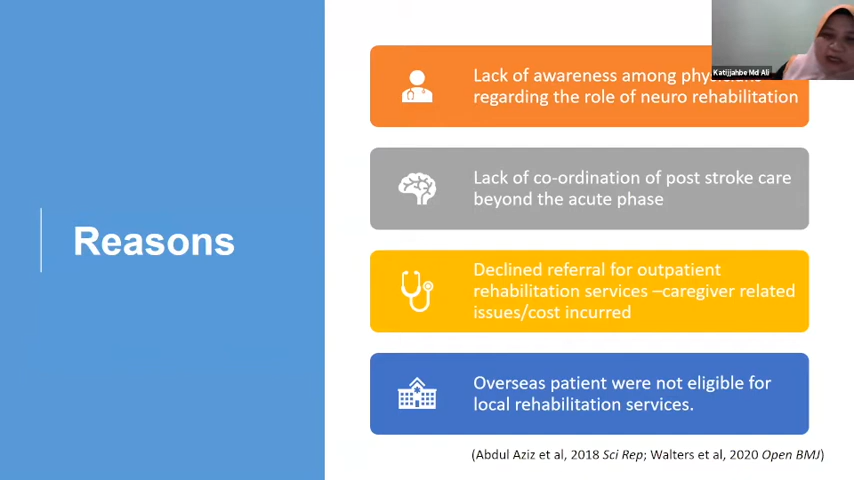 Katijjahbe Md Ali
Reasons
Lack of awareness among
regarding the role of neuro rehabilitation
Lack of co-ordination of post stroke care
beyond the acute phase
Declined referral for outpatient
rehabilitation services –caregiver related
issues/cost incurred
Overseas patient were not eligible for
local rehabilitation services.
(Abdul Aziz et al, 2018 Sci Rep; Walters et al, 2020 Open BMJ)